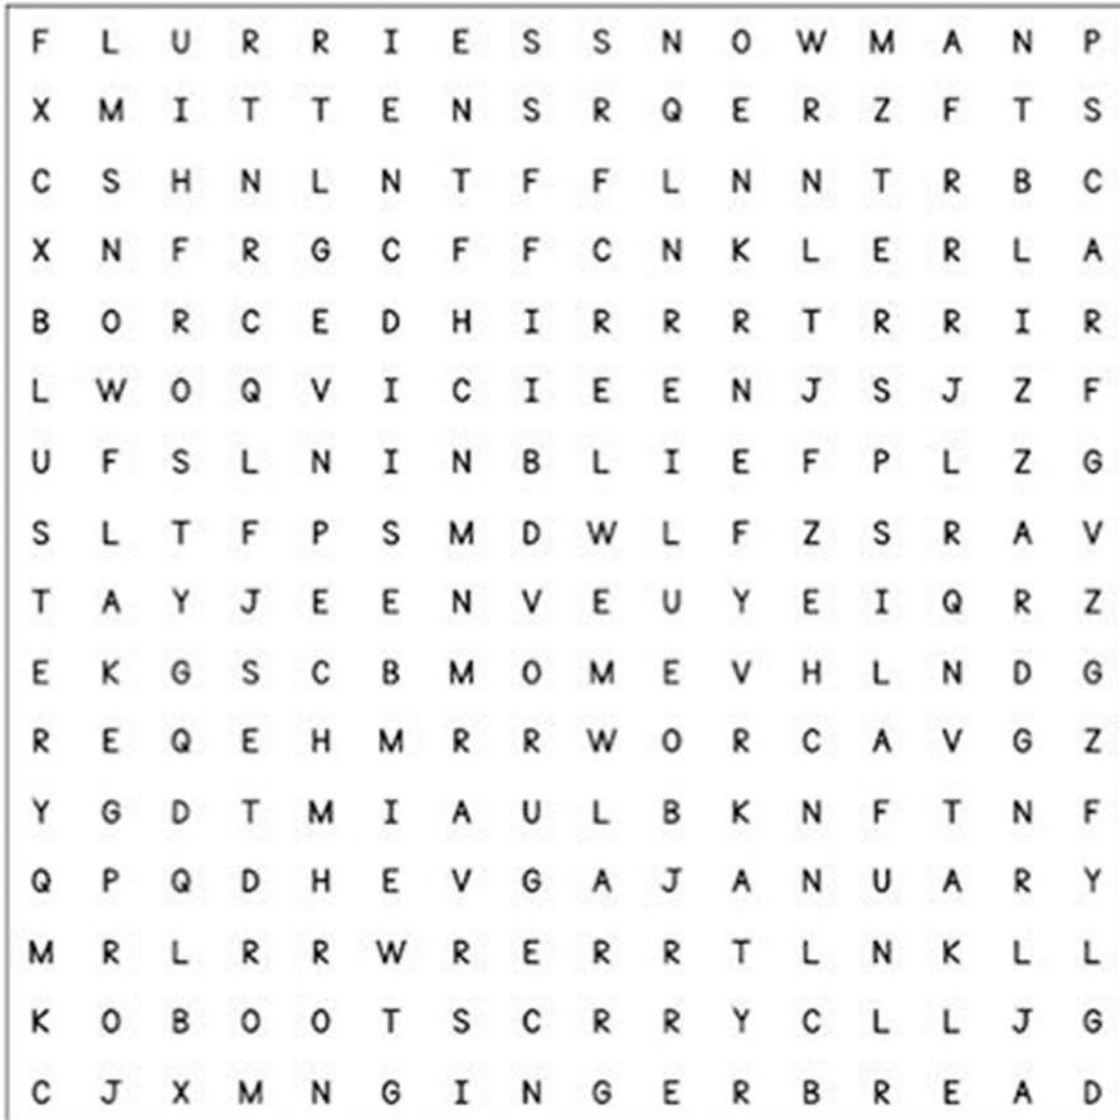 F L U R R I E S S N O W M A N P
X M I T T E N S R Q E R Z F T S
C S H N L N T F F L N N T R B C
X N F R G C F F C N K L E R L A
B O R C E D H I R R R T R R I R
L W O Q V I C I E E N J S J Z F
U F S L N I N B L I E F P L Z G
S L T F P S M D W L F Z S R A V
T A Y J E E N V E U Y E I Q R Z
E K G S C B M O M E V H L N D G
R E Q E H M R R W O R C A V G Z
Y G D T M I A U L B K N F T N F
Q P Q D H E V G A J A N U A R Y
M R L R R W R E R R T L N K L L
K O B O O T S C R R Y C L L J G
C J X M N G I N G E R B R E A D